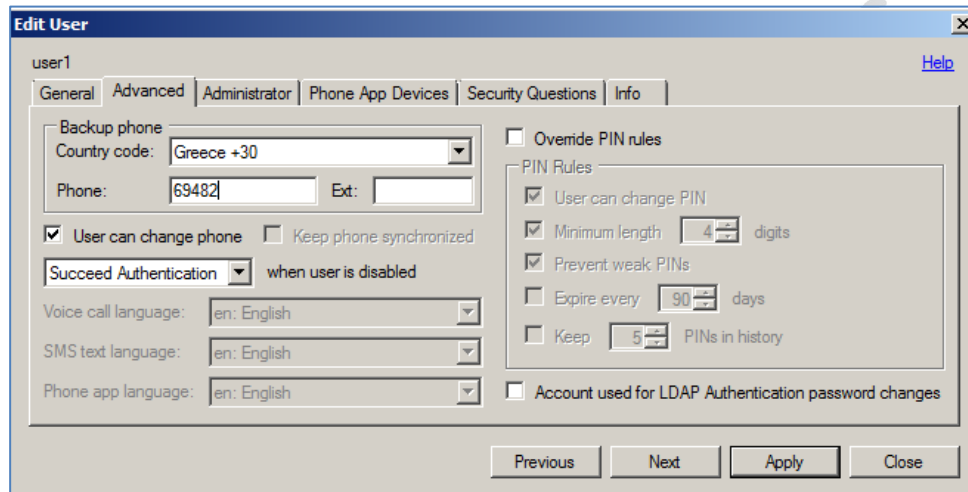 Edit User
user1
Help
General
Advanced
Administrator
Phone App Devices
Security Questions
Info
Backup phone
Country code: Greece +30
Phone: 69482 Ext:
User can change phone
Keep phone synchronized
Succeed Authentication when user is disabled
Voice call language: en: English
SMS text language: en: English
Phone app language: en: English
Override PIN rules
PIN Rules
User can change PIN
Minimum length 4 digits
Prevent weak PINs
Expire every 90 days
Keep 5 PINs in history
Account used for LDAP Authentication password changes
Previous
Next
Apply
Close